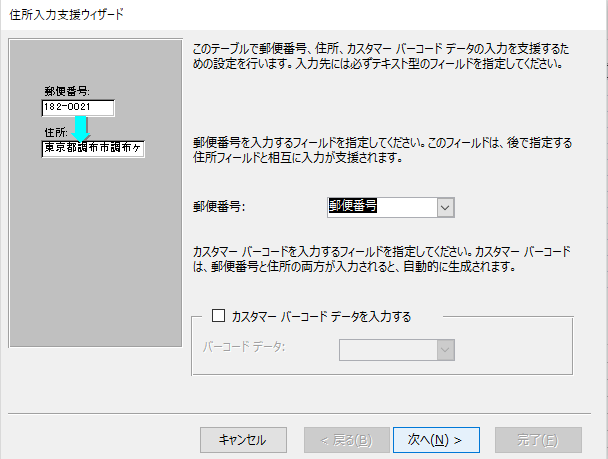 住所入力支援ウィザード
このテーブルで郵便番号、住所、カスタマー バーコード データの入力を支援するた
めの設定を行います。入力先には必ずテキスト型のフィールドを指定してください。
郵便番号:
182-0021
住所:
東京都調布市調布ヶ
郵便番号を入力するフィールドを指定してください。このフィールドは、後で指定する
住所フィールドと相互に入力が支援されます。
郵便番号:
郵便番号
カスタマー バーコードを入力するフィールドを指定してください。カスタマー バーコード
は、郵便番号と住所の両方が入力されると、自動的に生成されます。
カスタマー バーコード データを入力する
バーコード データ:
キャンセル
< 戻る(B)
次へ(N) >
完了(F)